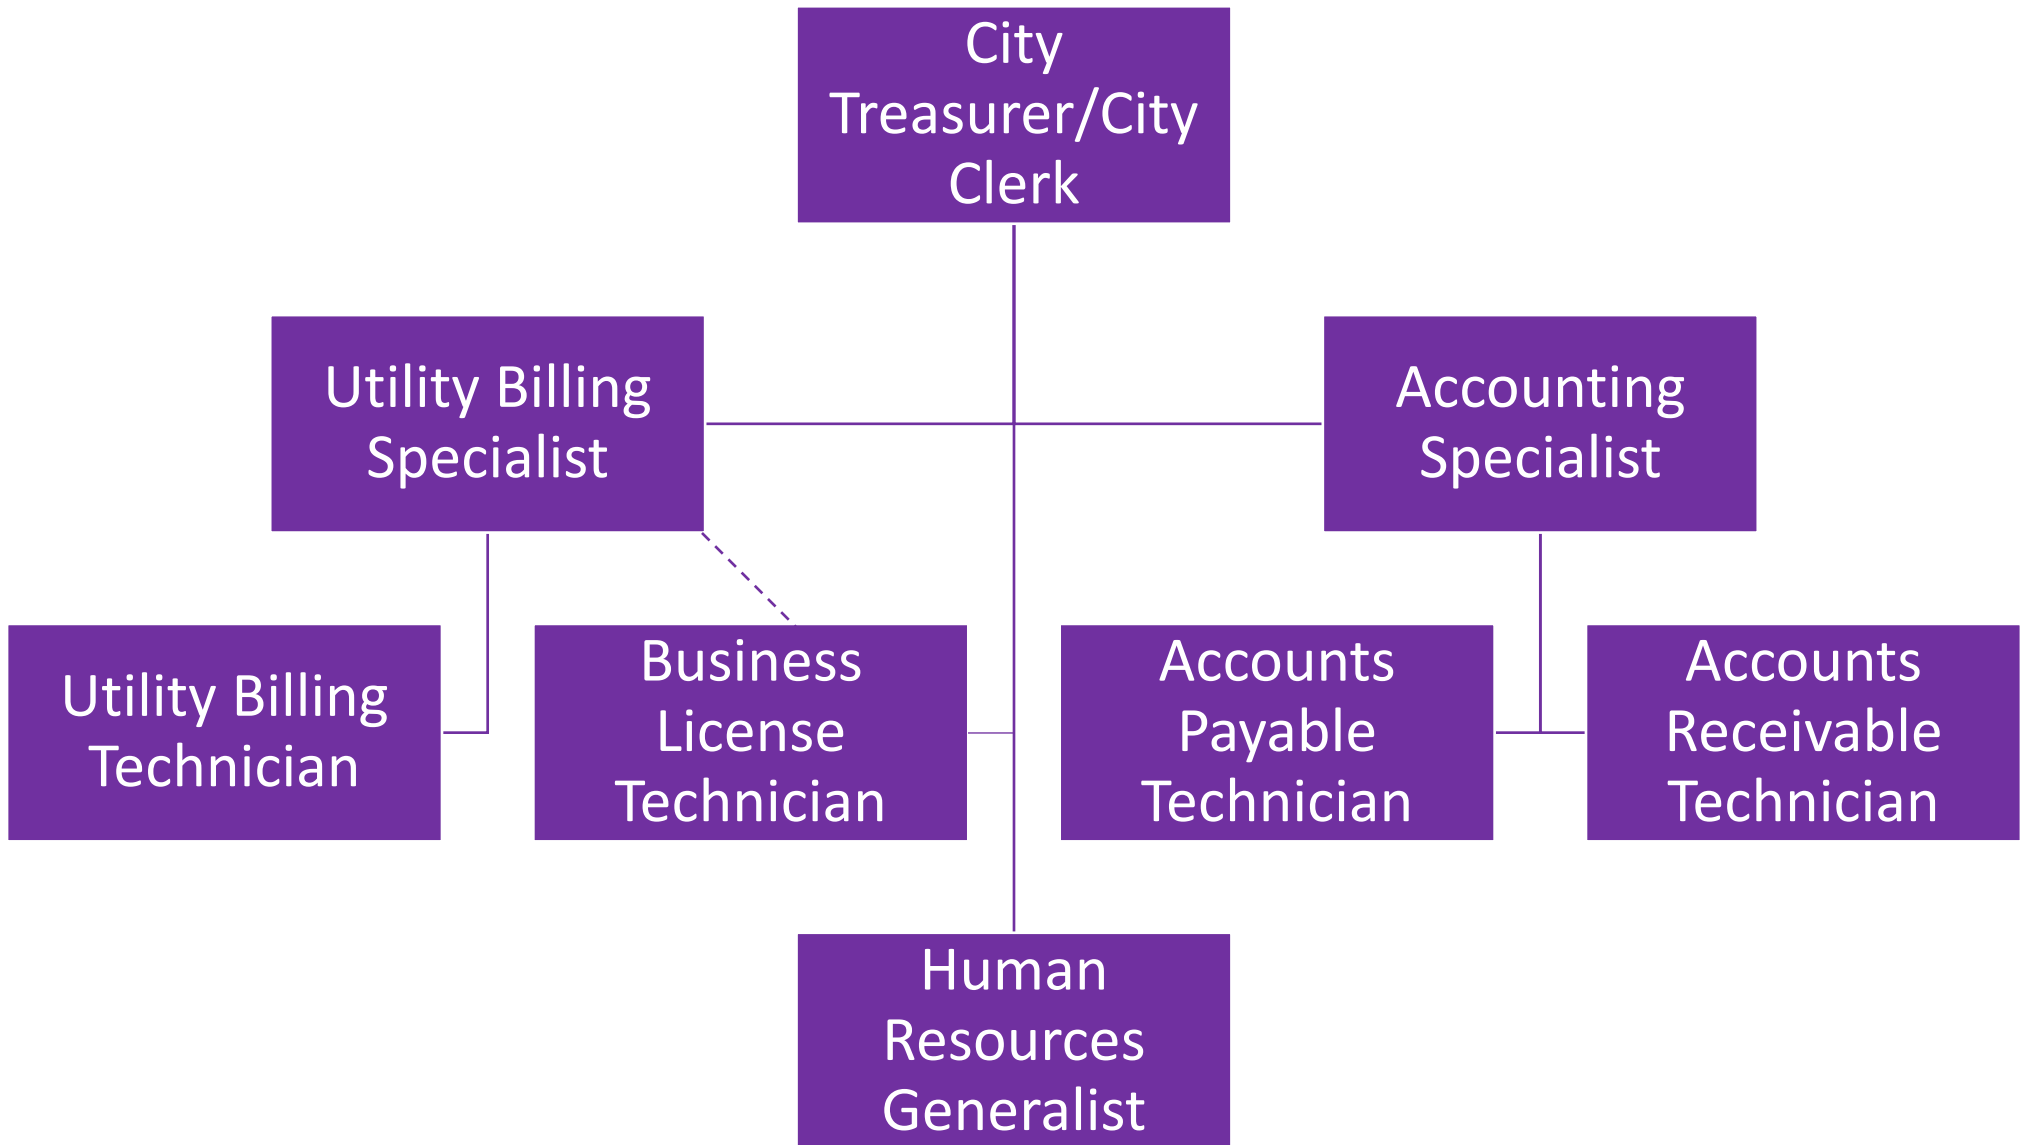 City
Treasurer/City
Clerk
Utility Billing
Specialist
Accounting
Specialist
Utility Billing
Technician
Business
License
Technician
Accounts
Payable
Technician
Accounts
Receivable
Technician
Human
Resources
Generalist